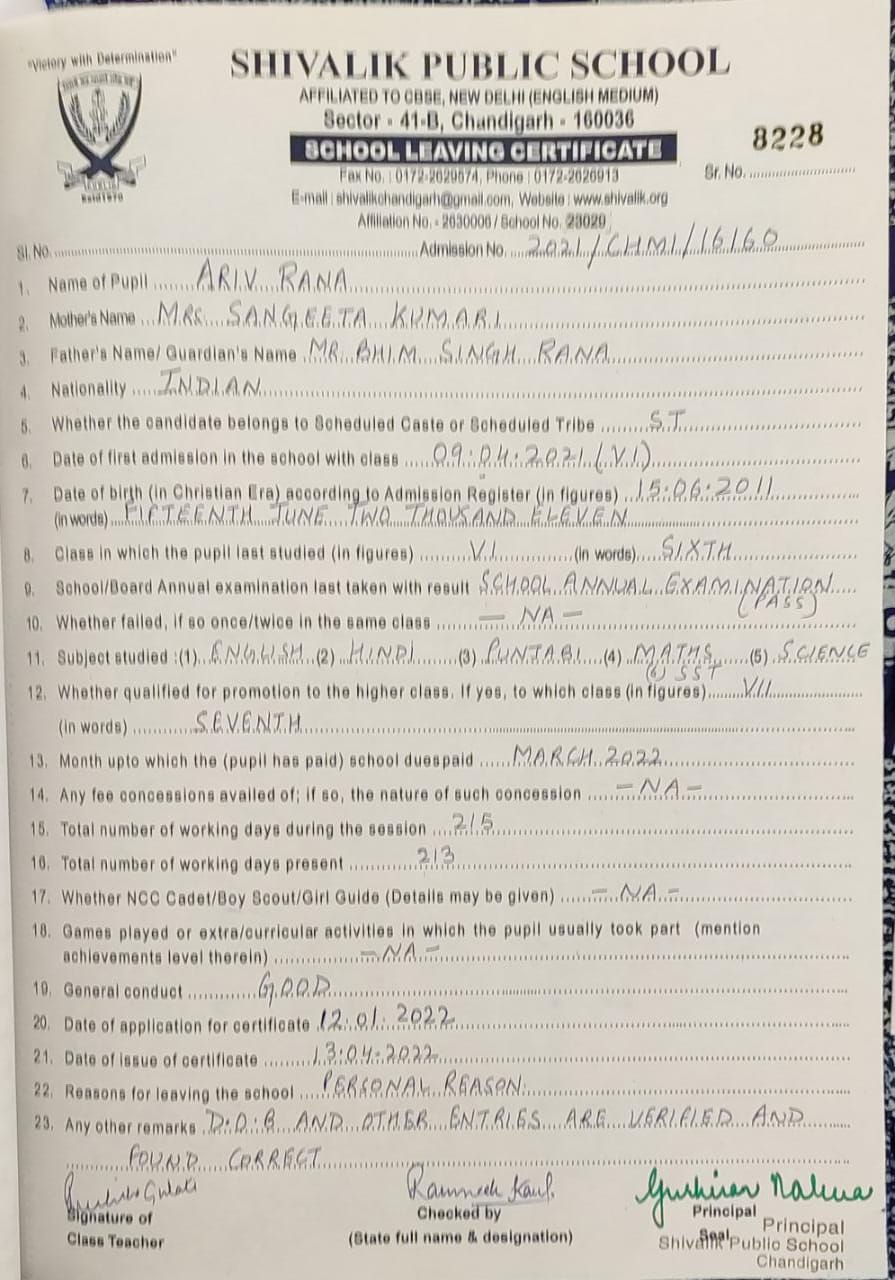 "Victory with Determination"
SHIVALIK PUBLIC SCHOOL
AFFILIATED TO CBSE, NEW DELHI (ENGLISH MEDIUM)
Sector - 41-B, Chandigarh - 160036
SCHOOL LEAVING CERTIFICATE
8228
Fax No. : 0172-2629674, Phone : 0172-2626913
Sr. No.
E-mail : shivalikchandigarh@gmail.com, Website : www.shivalik.org
Affiliation No. - 2630006 / School No. 23029
Sl. No. Admission No. 2021/CHMI/16160
1. Name of Pupil ARIV RANA
2. Mother's Name MRS SANGEETA KUMARI
3. Father's Name/ Guardian's Name MR BHIM SINGH RANA
4. Nationality INDIAN
5. Whether the candidate belongs to Scheduled Caste or Scheduled Tribe ST
6. Date of first admission in the school with class 09.04.2021 (VI)
7. Date of birth (in Christian Era) according to Admission Register (in figures) 15.06.2011
(in words) FIFTEENTH JUNE TWO THOUSAND ELEVEN
8. Class in which the pupil last studied (in figures) VI (in words) SIXTH
9. School/Board Annual examination last taken with result SCHOOL ANNUAL EXAMINATION
(PASS)
10. Whether failed, if so once/twice in the same class — NA —
11. Subject studied :(1) ENGLISH (2) HINDI (3) PUNJABI (4) MATHS (5) SCIENCE
(6) SST
12. Whether qualified for promotion to the higher class. If yes, to which class (in figures) VII
(in words) SEVENTH
13. Month upto which the (pupil has paid) school duespaid MARCH 2022
14. Any fee concessions availed of; if so, the nature of such concession — NA —
15. Total number of working days during the session 215
16. Total number of working days present 213
17. Whether NCC Cadet/Boy Scout/Girl Guide (Details may be given) — NA —
18. Games played or extra/curricular activities in which the pupil usually took part (mention
achievements level therein) — NA —
19. General conduct GOOD
20. Date of application for certificate 12.01.2022
21. Date of issue of certificate 13.04.2022
22. Reasons for leaving the school PERSONAL REASON
23. Any other remarks D.O.B AND OTHER ENTRIES ARE VERIFIED AND
FOUND CORRECT
Gulati Ramneek Kaul
Signature of Checked by Principal
Class Teacher (State full name & designation) Seal
Principal
Shivalik Public School
Chandigarh